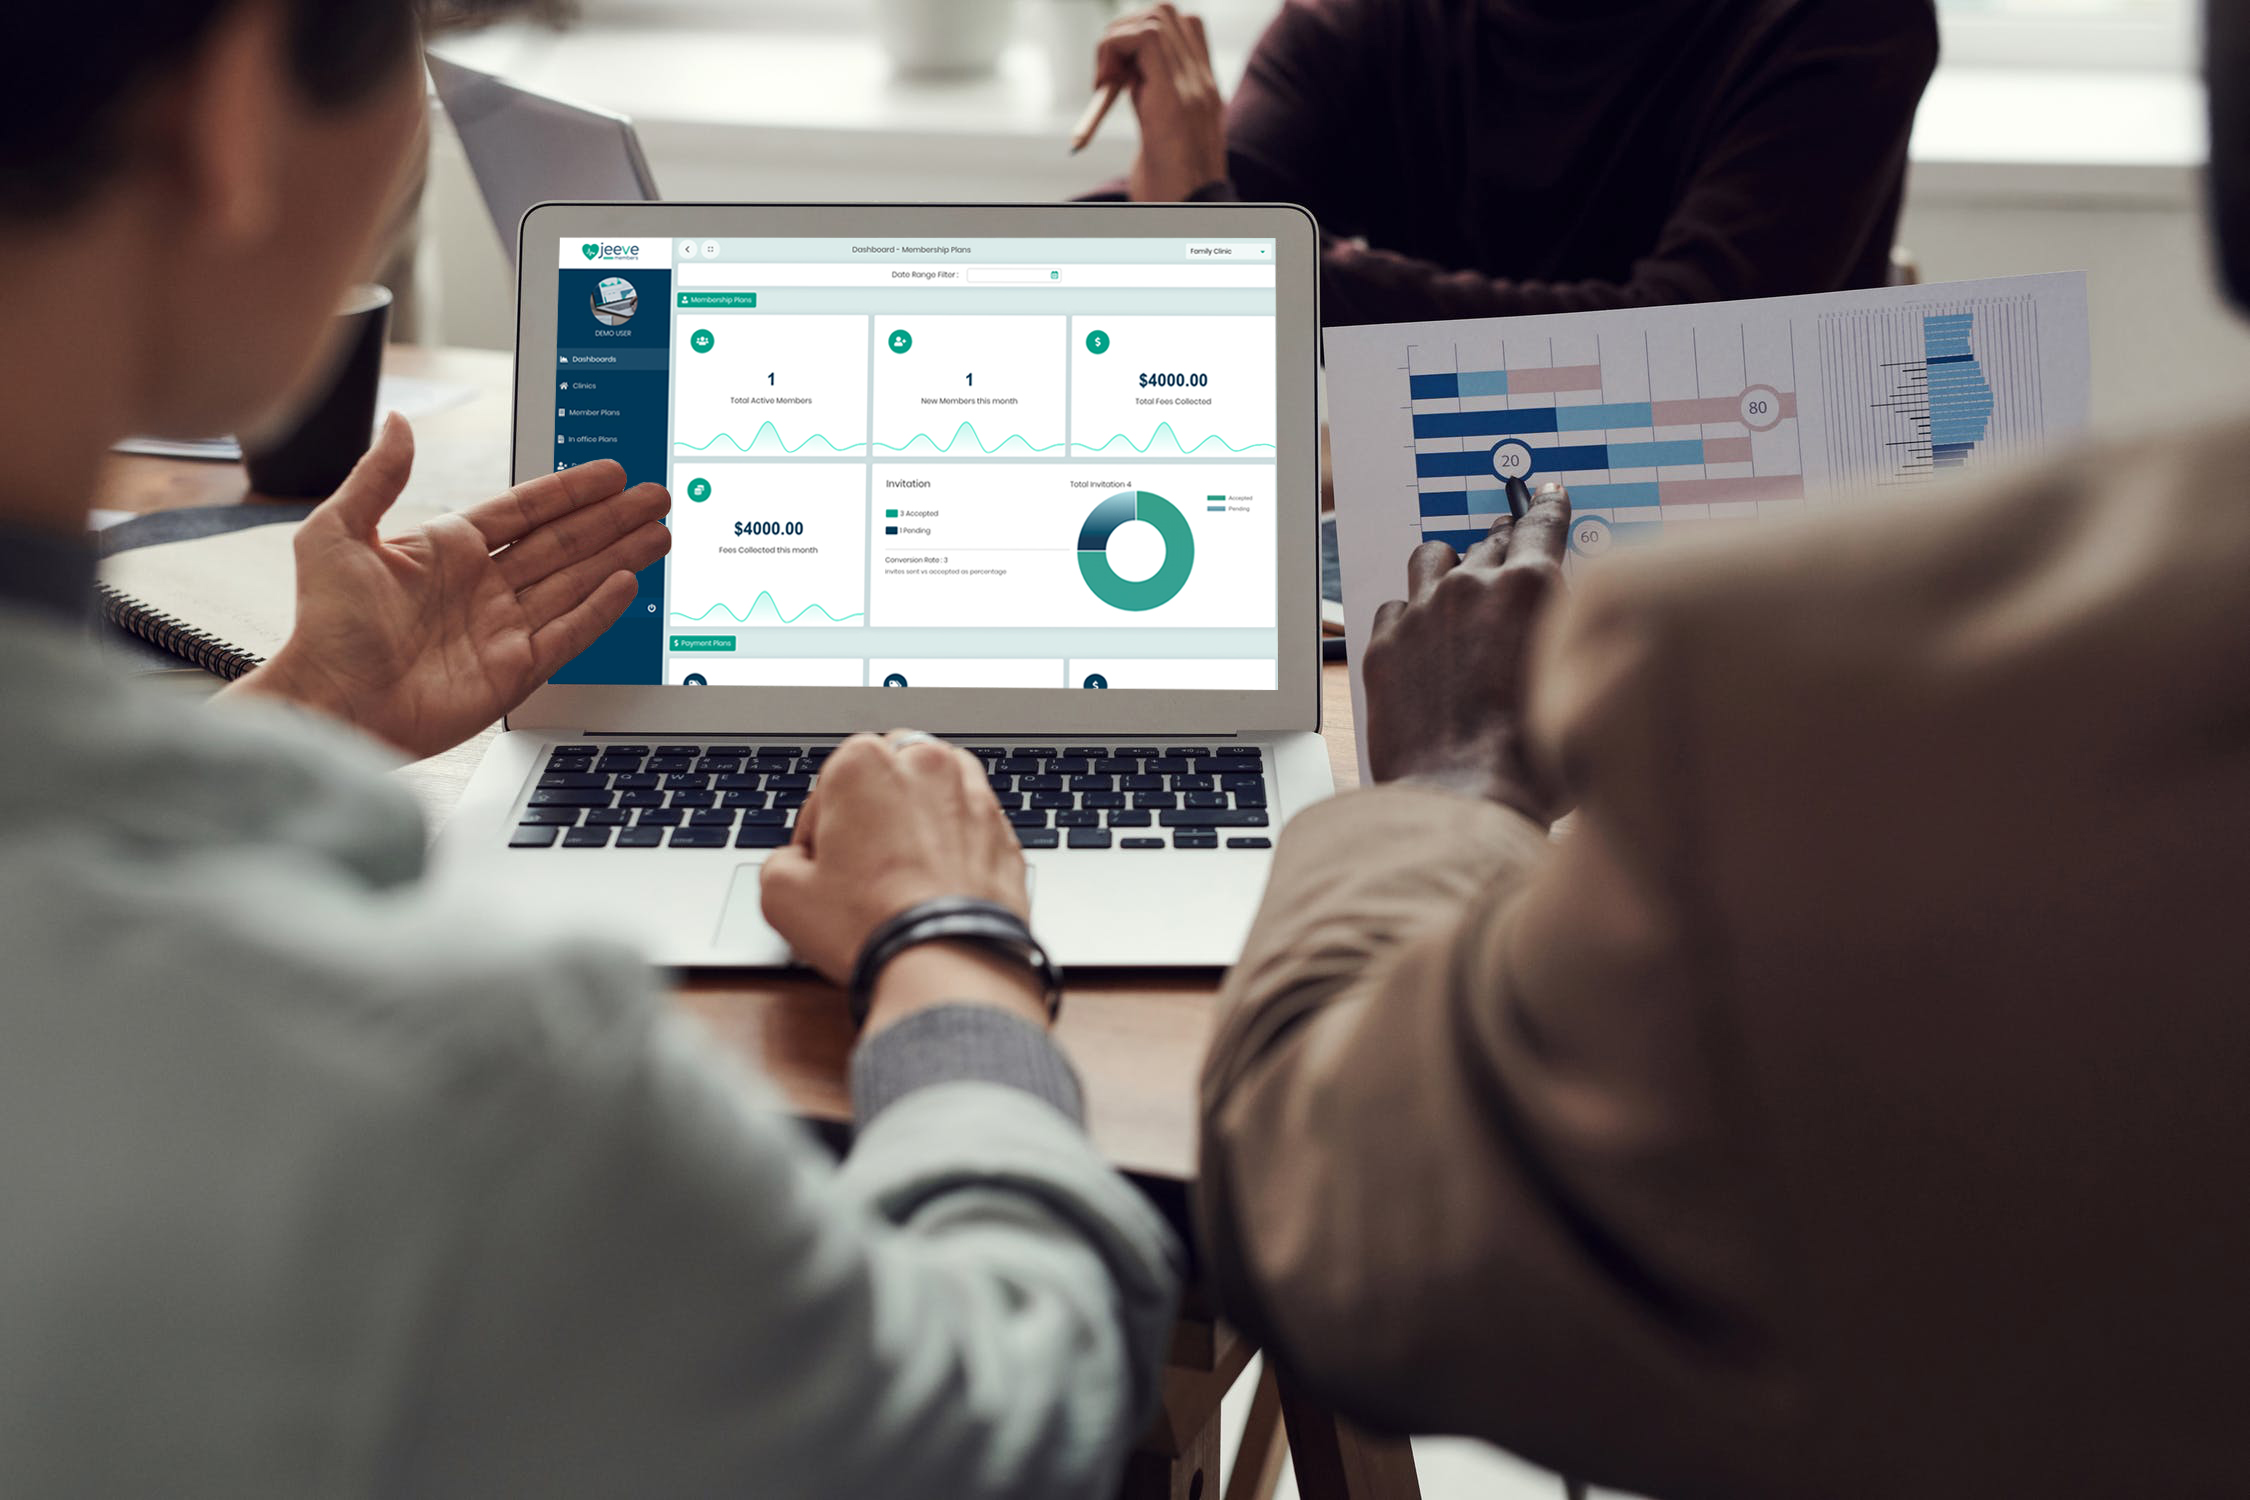 jeeve
members
Dashboard - Membership Plans
Family Clinic
Date Range Filter :
DEMO USER
Dashboards
Clinics
Member Plans
In office Plans
Membership Plans
1
Total Active Members
1
New Members this month
$4000.00
Total Fees Collected
$4000.00
Fees Collected this month
Invitation
3 Accepted
1 Pending
Conversion Rate : 3
Invites sent vs accepted as percentage
Total Invitation 4
Accepted
Pending
$ Payment Plans
80
20
60